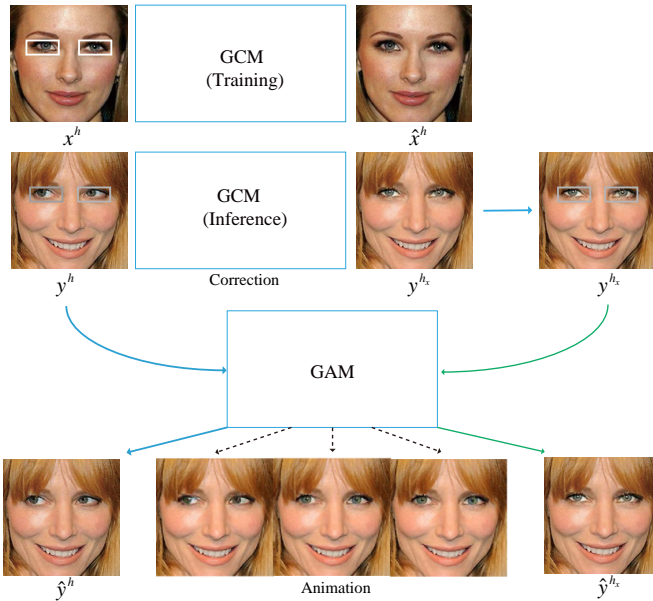 GCM
(Training)
x^h
x̂^h
GCM
(Inference)
y^h
Correction
y^{h_x}
y^{h_x}
GAM
ŷ^h
Animation
ŷ^{h_x}